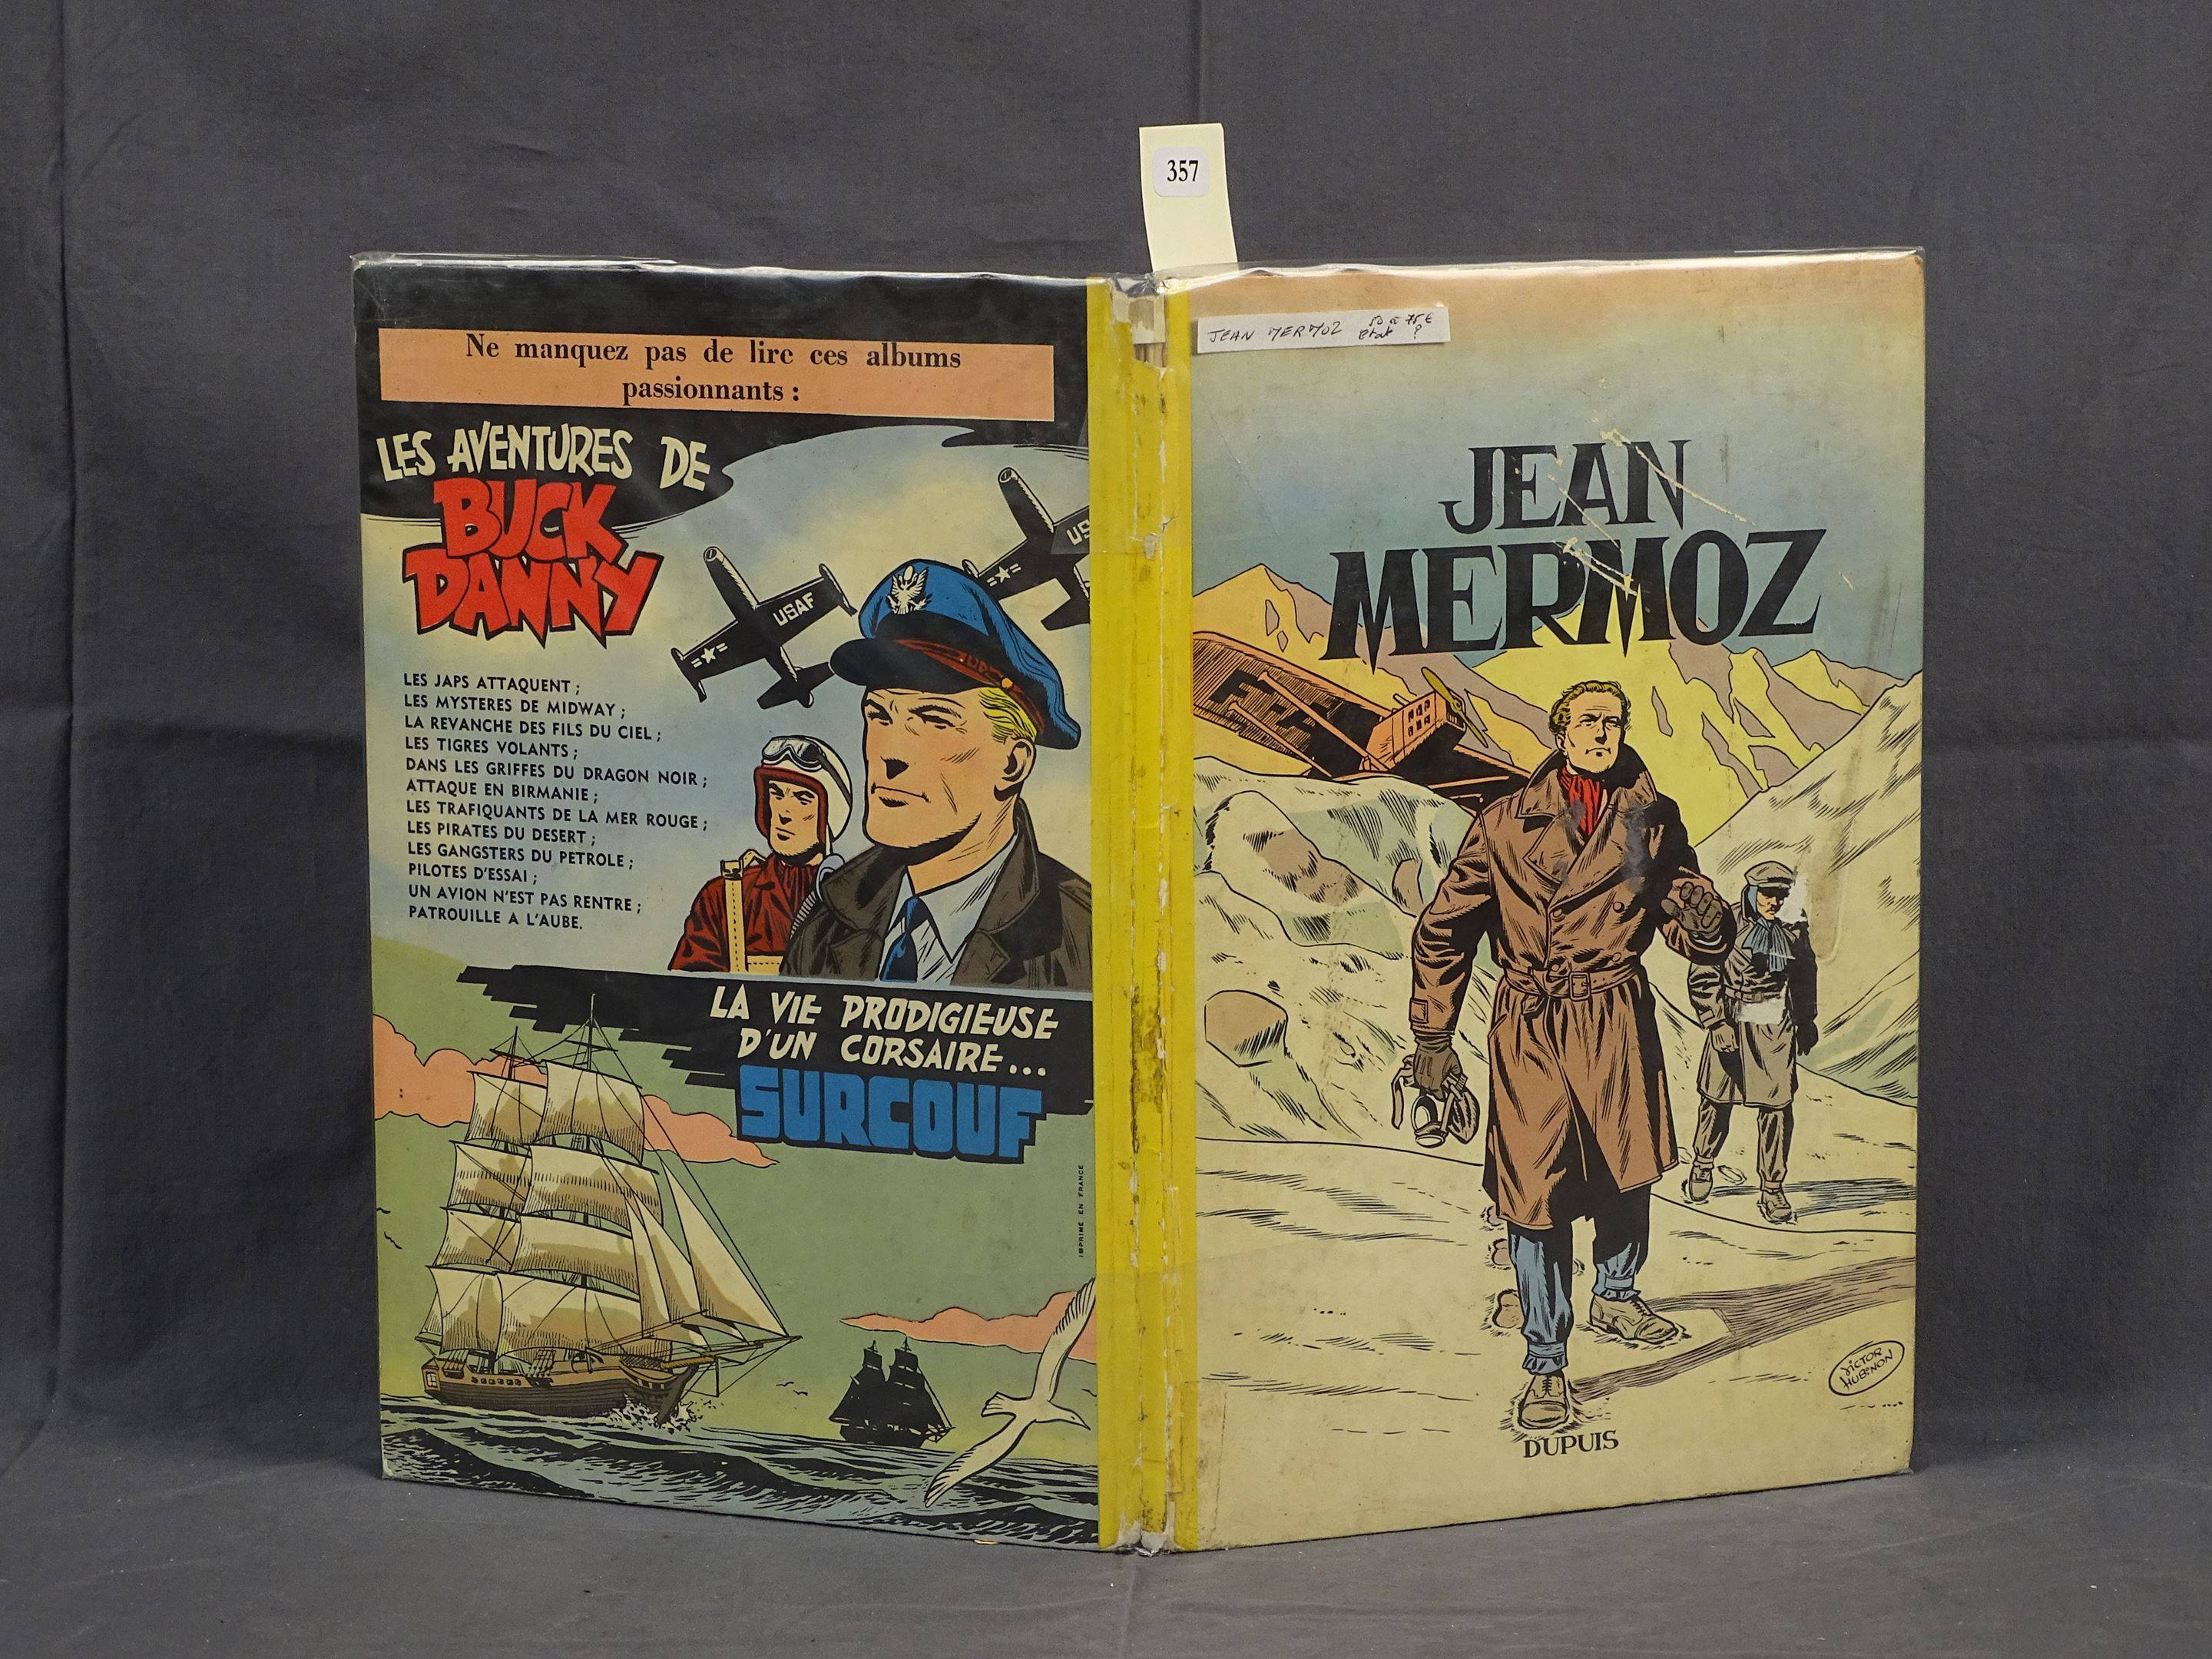 357
Ne manquez pas de lire ces albums
passionnants :
LES AVENTURES DE
BUCK
DANNY
USAF
US
LES JAPS ATTAQUENT ;
LES MYSTERES DE MIDWAY ;
LA REVANCHE DES FILS DU CIEL ;
LES TIGRES VOLANTS ;
DANS LES GRIFFES DU DRAGON NOIR ;
ATTAQUE EN BIRMANIE ;
LES TRAFIQUANTS DE LA MER ROUGE ;
LES PIRATES DU DESERT ;
LES GANGSTERS DU PETROLE ;
PILOTES D'ESSAI ;
UN AVION N'EST PAS RENTRE ;
PATROUILLE A L'AUBE.
LA VIE PRODIGIEUSE
D'UN CORSAIRE...
SURCOUF
IMPRIME EN FRANCE
JEAN MERMOZ 50 a 75 €
état ?
JEAN
MERMOZ
VICTOR
HUBINON
DUPUIS